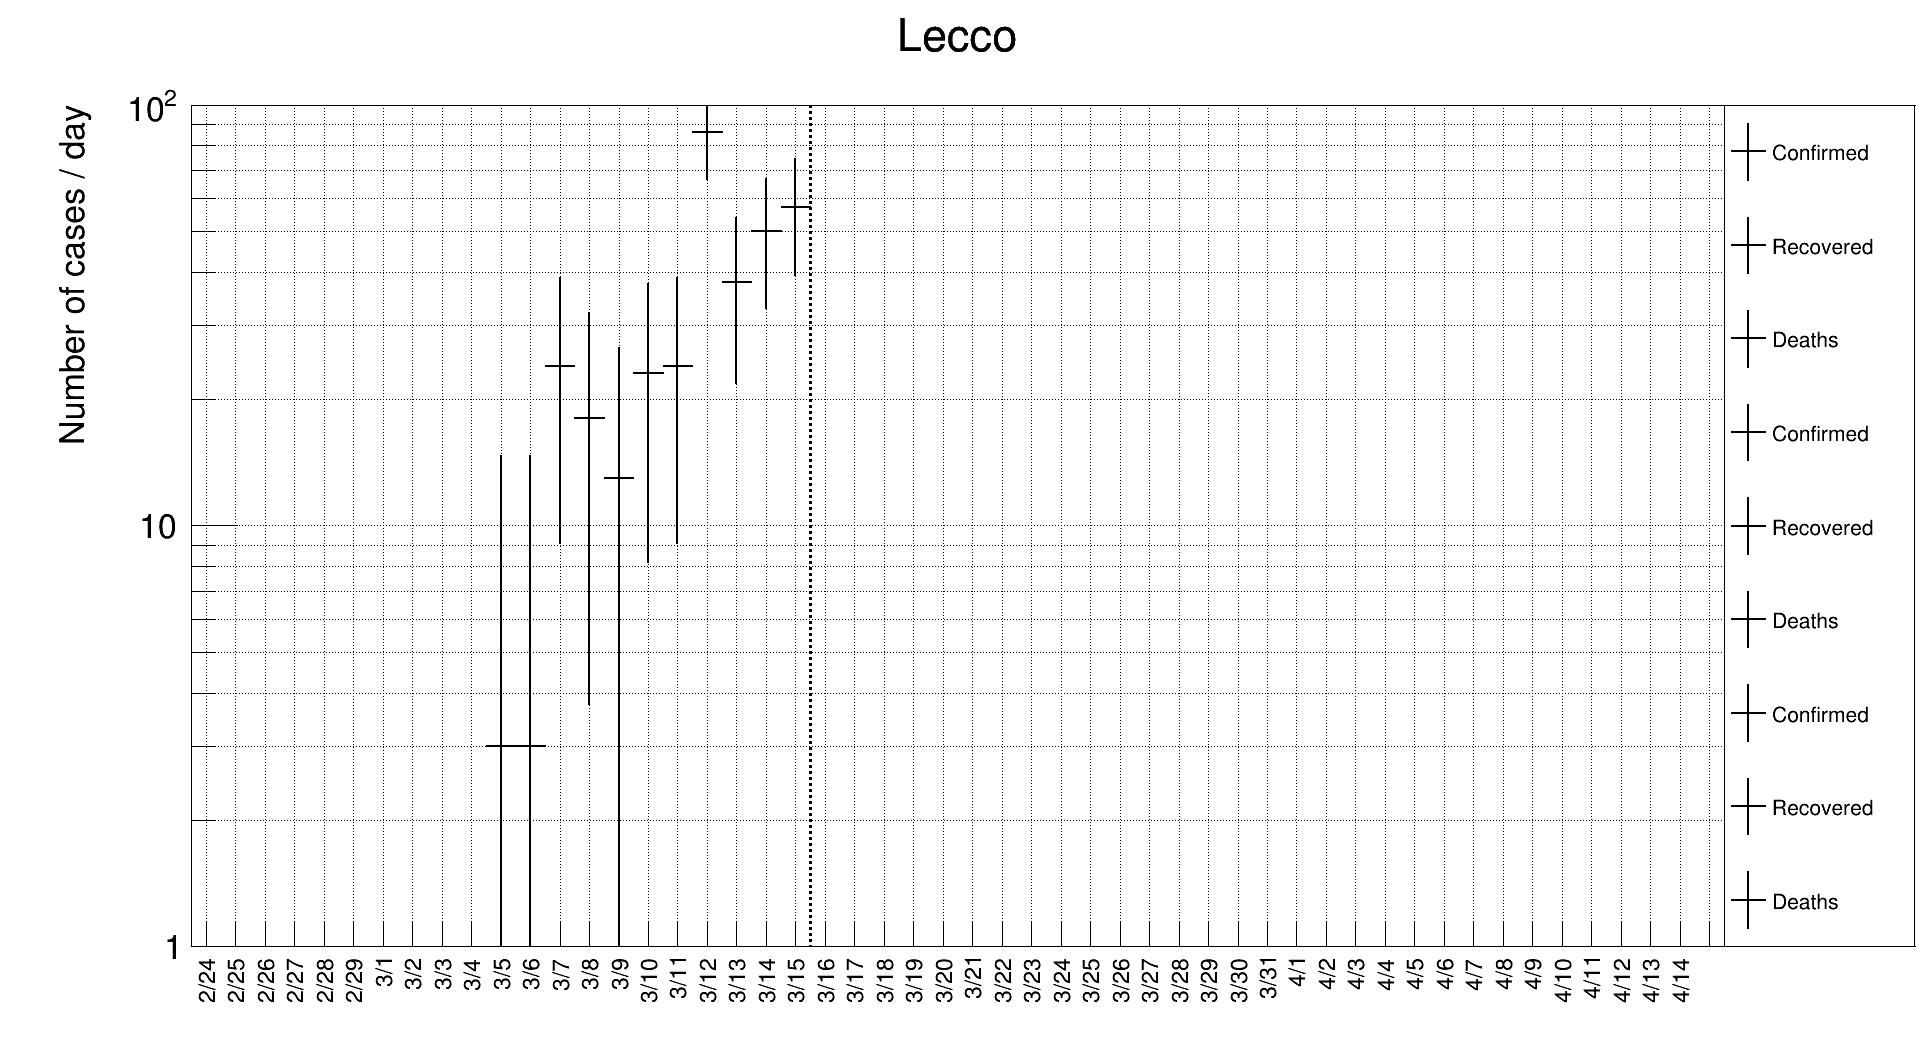 Lecco
Number of cases / day
10²
10
1
2/24 2/25 2/26 2/27 2/28 2/29 3/1 3/2 3/3 3/4 3/5 3/6 3/7 3/8 3/9 3/10 3/11 3/12 3/13 3/14 3/15 3/16 3/17 3/18 3/19 3/20 3/21 3/22 3/23 3/24 3/25 3/26 3/27 3/28 3/29 3/30 3/31 4/1 4/2 4/3 4/4 4/5 4/6 4/7 4/8 4/9 4/10 4/11 4/12 4/13 4/14
Confirmed
Recovered
Deaths
Confirmed
Recovered
Deaths
Confirmed
Recovered
Deaths